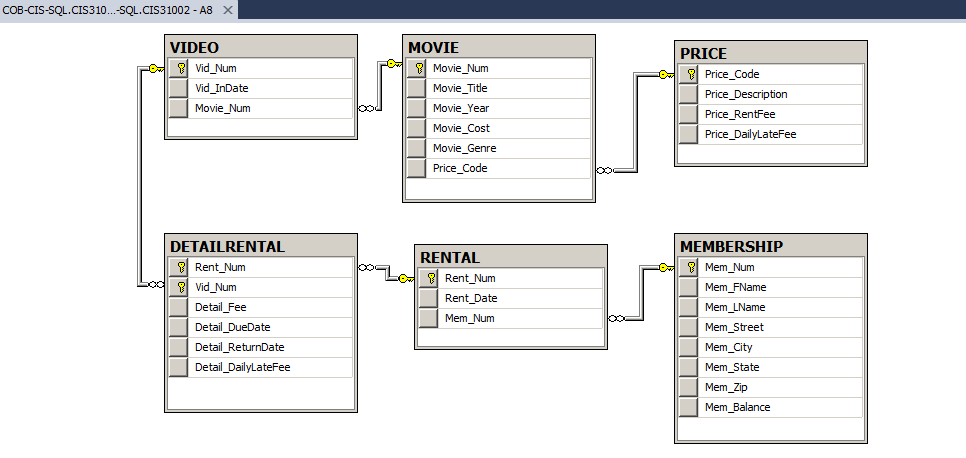 COB-CIS-SQL.CIS310...-SQL.CIS31002 - A8
VIDEO
Vid_Num
Vid_InDate
Movie_Num
MOVIE
Movie_Num
Movie_Title
Movie_Year
Movie_Cost
Movie_Genre
Price_Code
PRICE
Price_Code
Price_Description
Price_RentFee
Price_DailyLateFee
DETAILRENTAL
Rent_Num
Vid_Num
Detail_Fee
Detail_DueDate
Detail_ReturnDate
Detail_DailyLateFee
RENTAL
Rent_Num
Rent_Date
Mem_Num
MEMBERSHIP
Mem_Num
Mem_FName
Mem_LName
Mem_Street
Mem_City
Mem_State
Mem_Zip
Mem_Balance